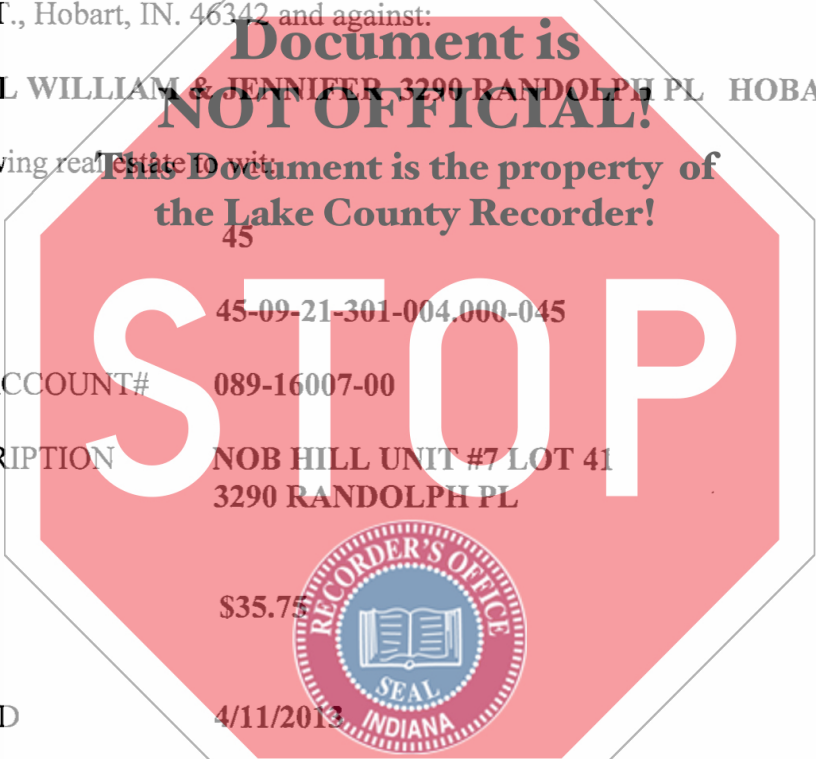 T., Hobart, IN. 46342 and against:
Document is
L WILLIAM & JENNIFER 3290 RANDOLPH PL HOBA
NOT OFFICIAL!
ving real estate to wit:
This Document is the property of
the Lake County Recorder!
45
45-09-21-301-004.000-045
STOP
CCOUNT# 089-16007-00
RIPTION NOB HILL UNIT #7 LOT 41
3290 RANDOLPH PL
RECORDER'S OFFICE
$35.75
SEAL
D 4/11/2013
INDIANA